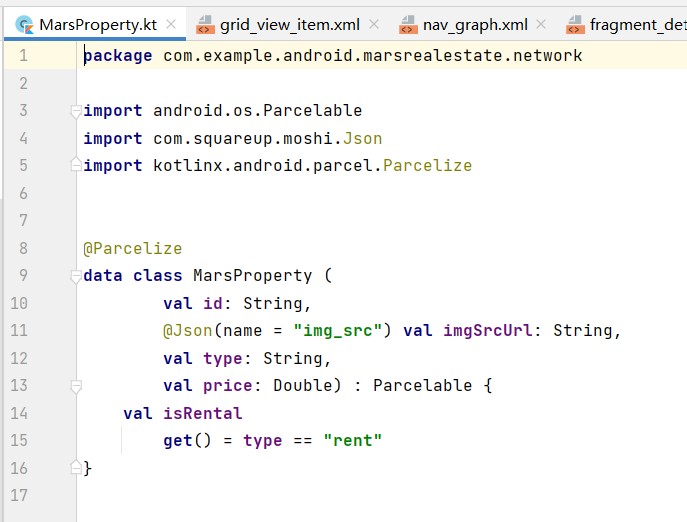 MarsProperty.kt grid_view_item.xml nav_graph.xml fragment_det
1 package com.example.android.marsrealestate.network
2
3 import android.os.Parcelable
4 import com.squareup.moshi.Json
5 import kotlinx.android.parcel.Parcelize
6
7
8 @Parcelize
9 data class MarsProperty (
10 val id: String,
11 @Json(name = "img_src") val imgSrcUrl: String,
12 val type: String,
13 val price: Double) : Parcelable {
14 val isRental
15 get() = type == "rent"
16 }
17